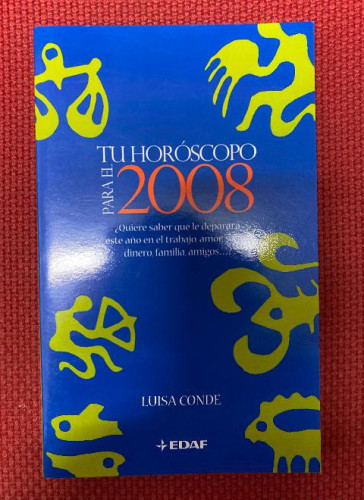 TU HORÓSCOPO
PARA EL
2008
¿Quiere saber que le deparará
este año en el trabajo, amor,
dinero, familia, amigos...?
LUISA CONDE
EDAF